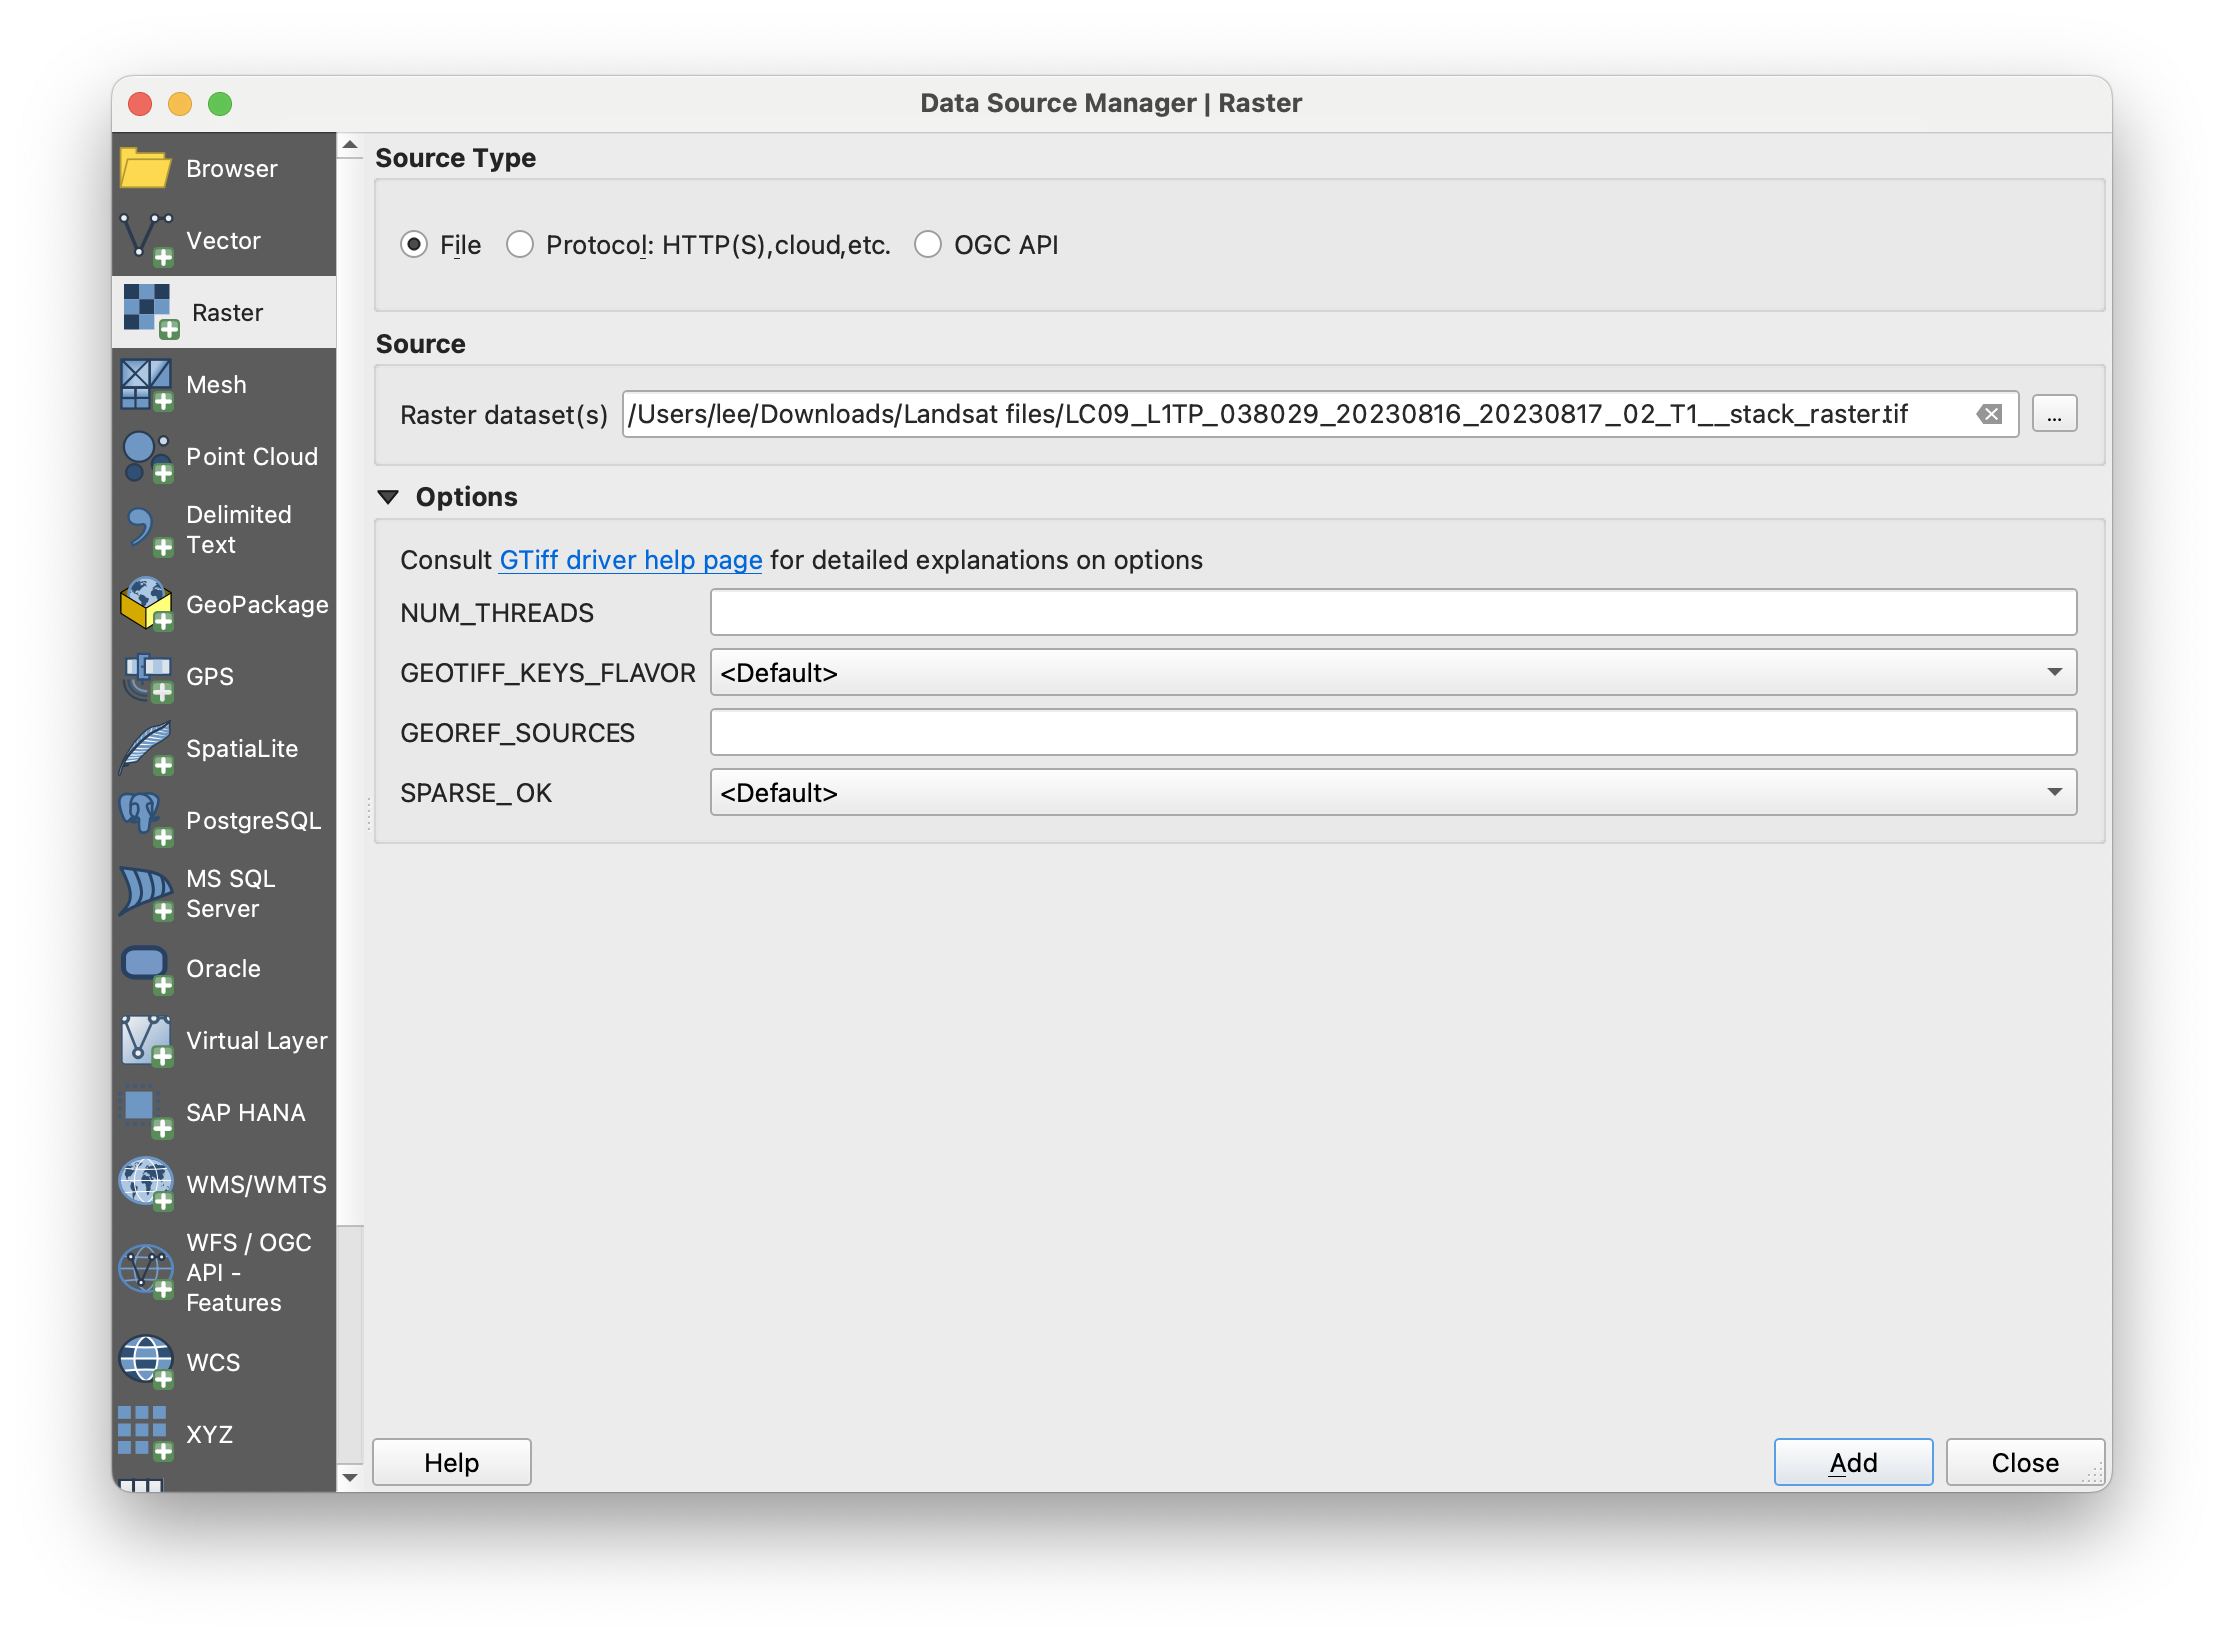 Data Source Manager | Raster
Browser
Vector
Raster
Mesh
Point Cloud
Delimited
Text
GeoPackage
GPS
SpatiaLite
PostgreSQL
MS SQL
Server
Oracle
Virtual Layer
SAP HANA
WMS/WMTS
WFS / OGC
API -
Features
WCS
XYZ
Source Type
File Protocol: HTTP(S),cloud,etc. OGC API
Source
Raster dataset(s) /Users/lee/Downloads/Landsat files/LC09_L1TP_038029_20230816_20230817_02_T1__stack_raster.tif ...
Options
Consult GTiff driver help page for detailed explanations on options
NUM_THREADS
GEOTIFF_KEYS_FLAVOR <Default>
GEOREF_SOURCES
SPARSE_OK <Default>
Help Add Close